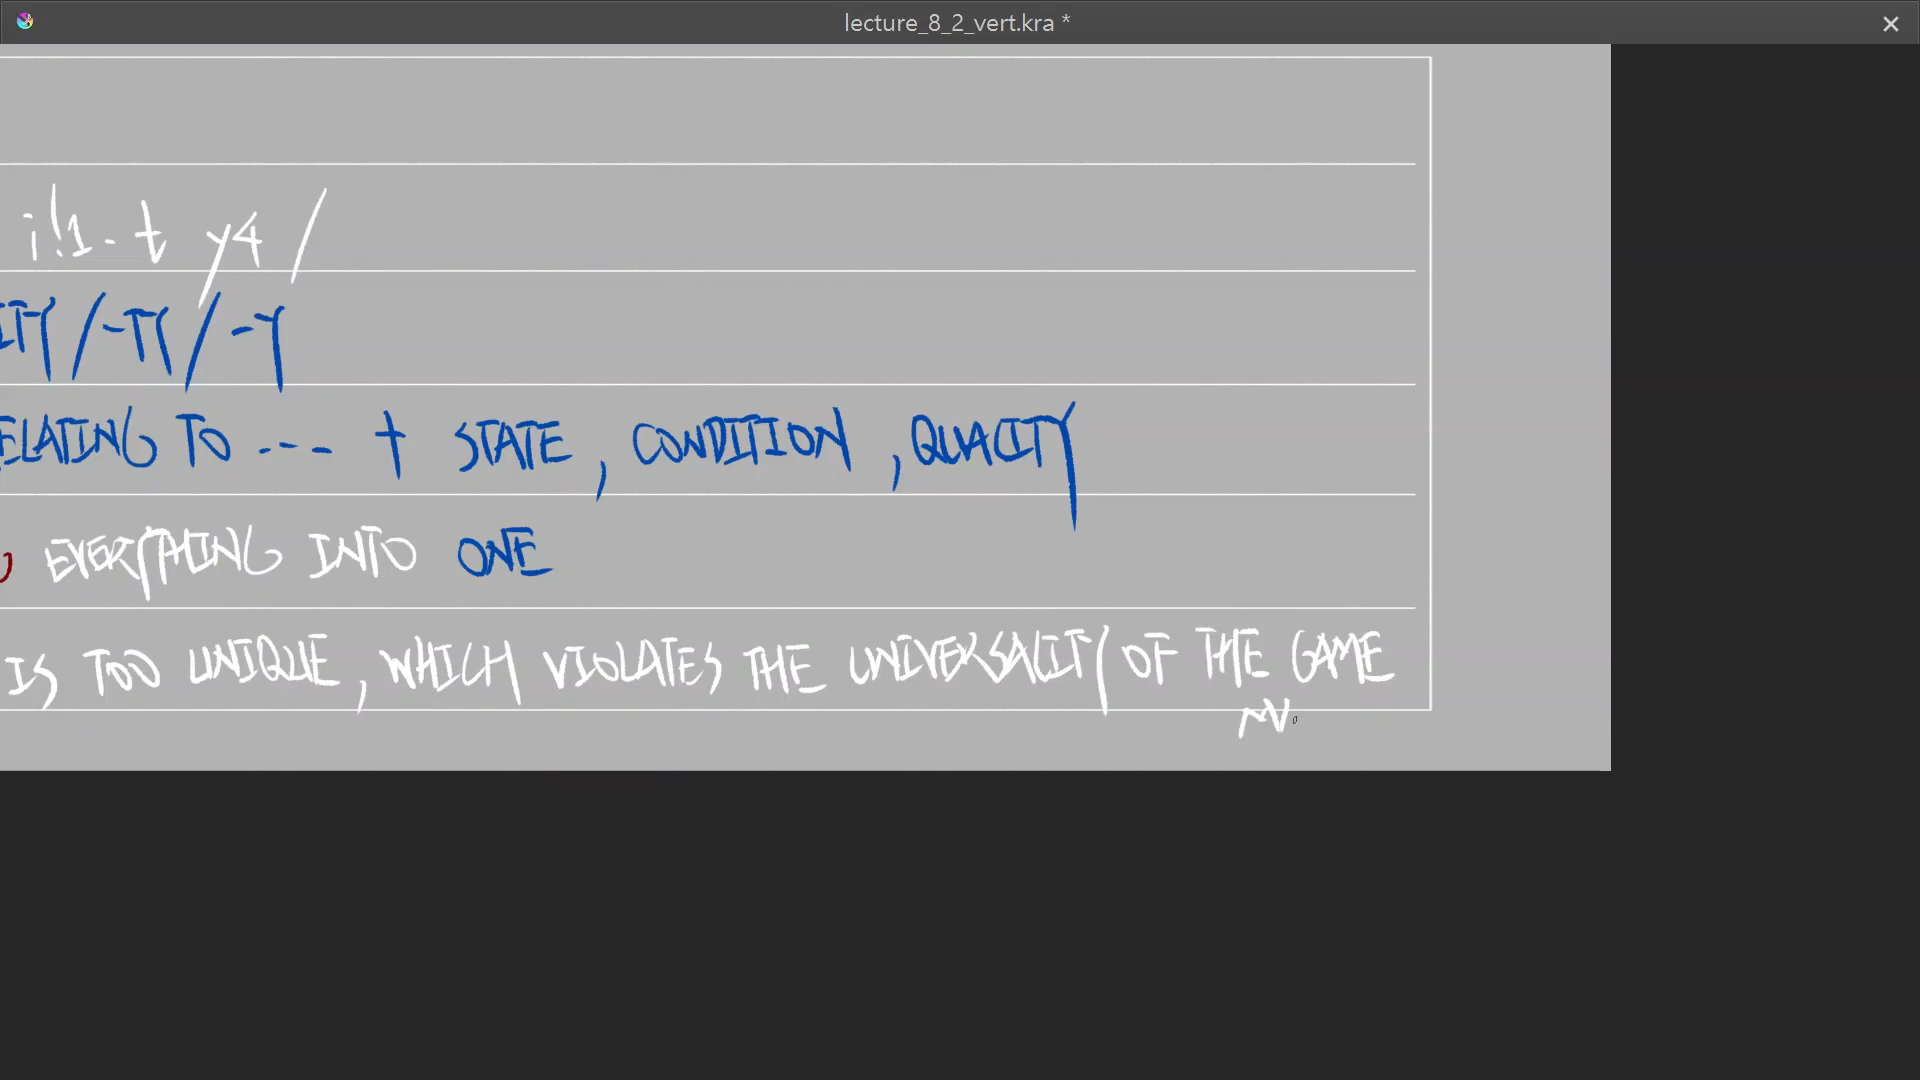 lecture_8_2_vert.kra *
i!1- t y4 /
ITY/-TY/-Y
ELATING TO --- + STATE, CONDITION, QUALITY
EVERYTHING INTO ONE
IS TOO UNIQUE, WHICH VIOLATES THE UNIVERSALITY OF THE GAME